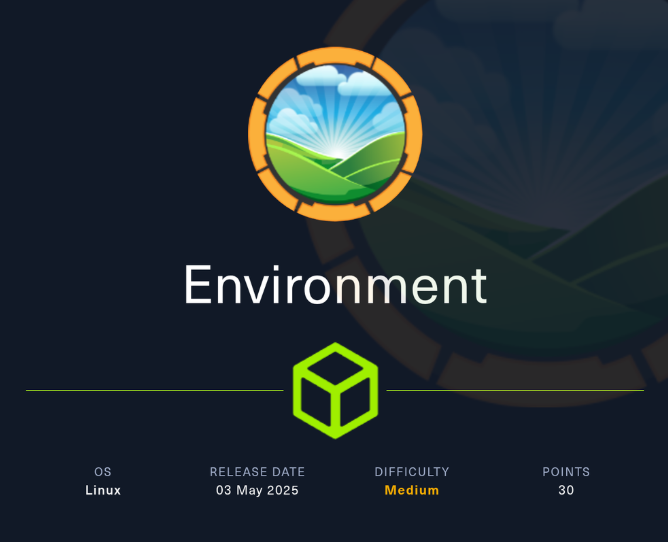 Environment
OS RELEASE DATE DIFFICULTY POINTS
Linux 03 May 2025 Medium 30